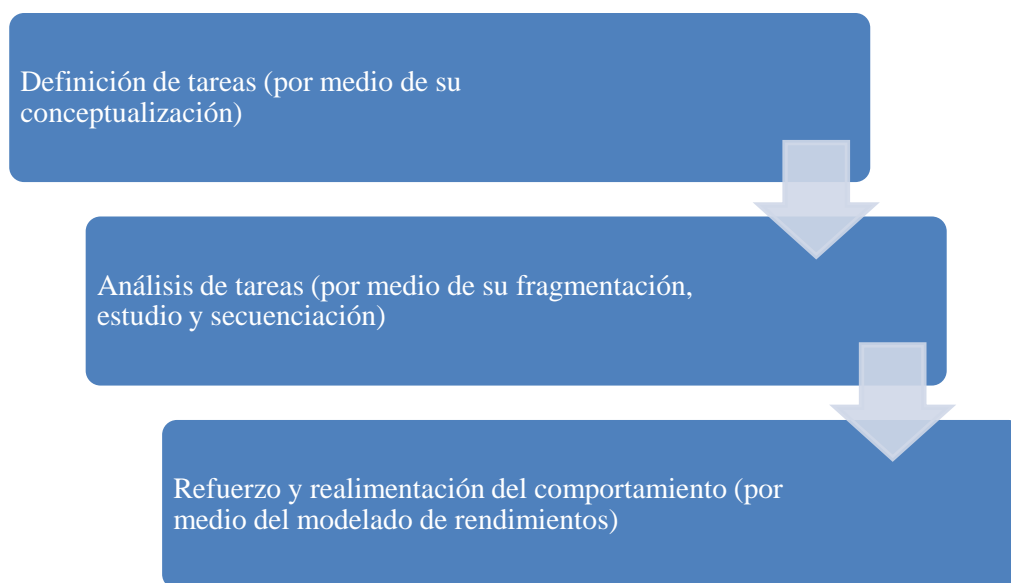 Definición de tareas (por medio de su
conceptualización)
Análisis de tareas (por medio de su fragmentación,
estudio y secuenciación)
Refuerzo y realimentación del comportamiento (por
medio del modelado de rendimientos)